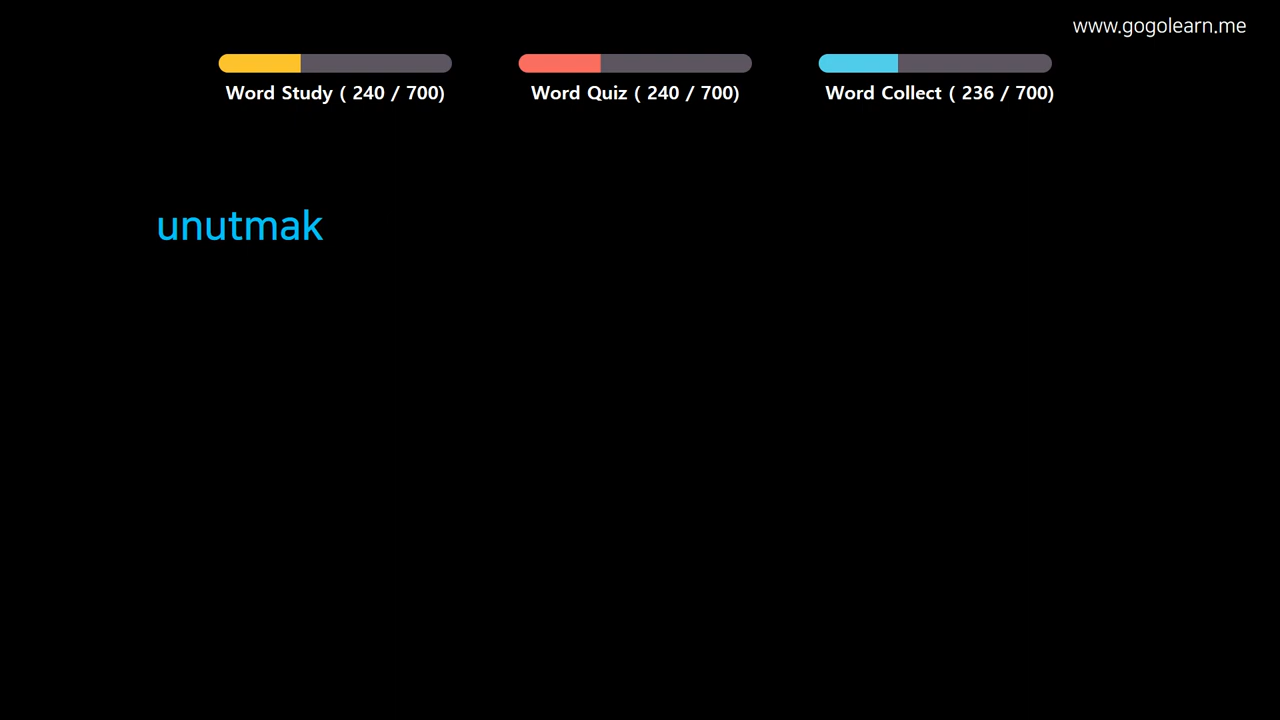 www.gogolearn.me
Word Study ( 240 / 700)
Word Quiz ( 240 / 700)
Word Collect ( 236 / 700)
unutmak